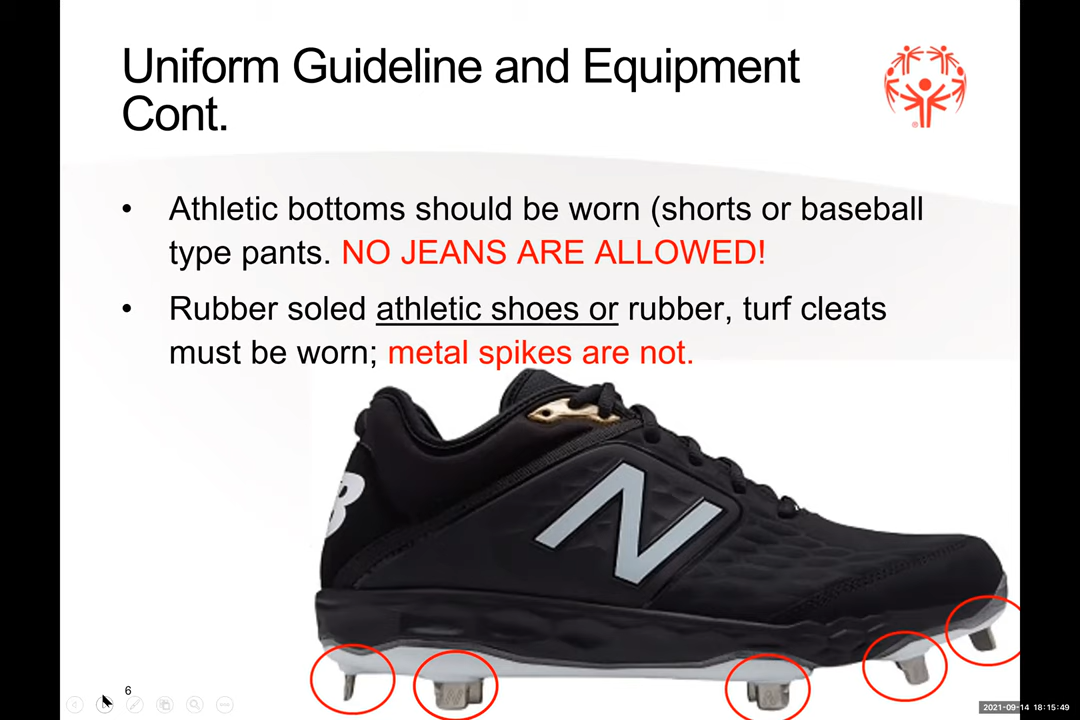 Uniform Guideline and Equipment
Cont.
• Athletic bottoms should be worn (shorts or baseball
type pants. NO JEANS ARE ALLOWED!
• Rubber soled athletic shoes or rubber, turf cleats
must be worn; metal spikes are not.
N
6
2021-09-14 18:15:49